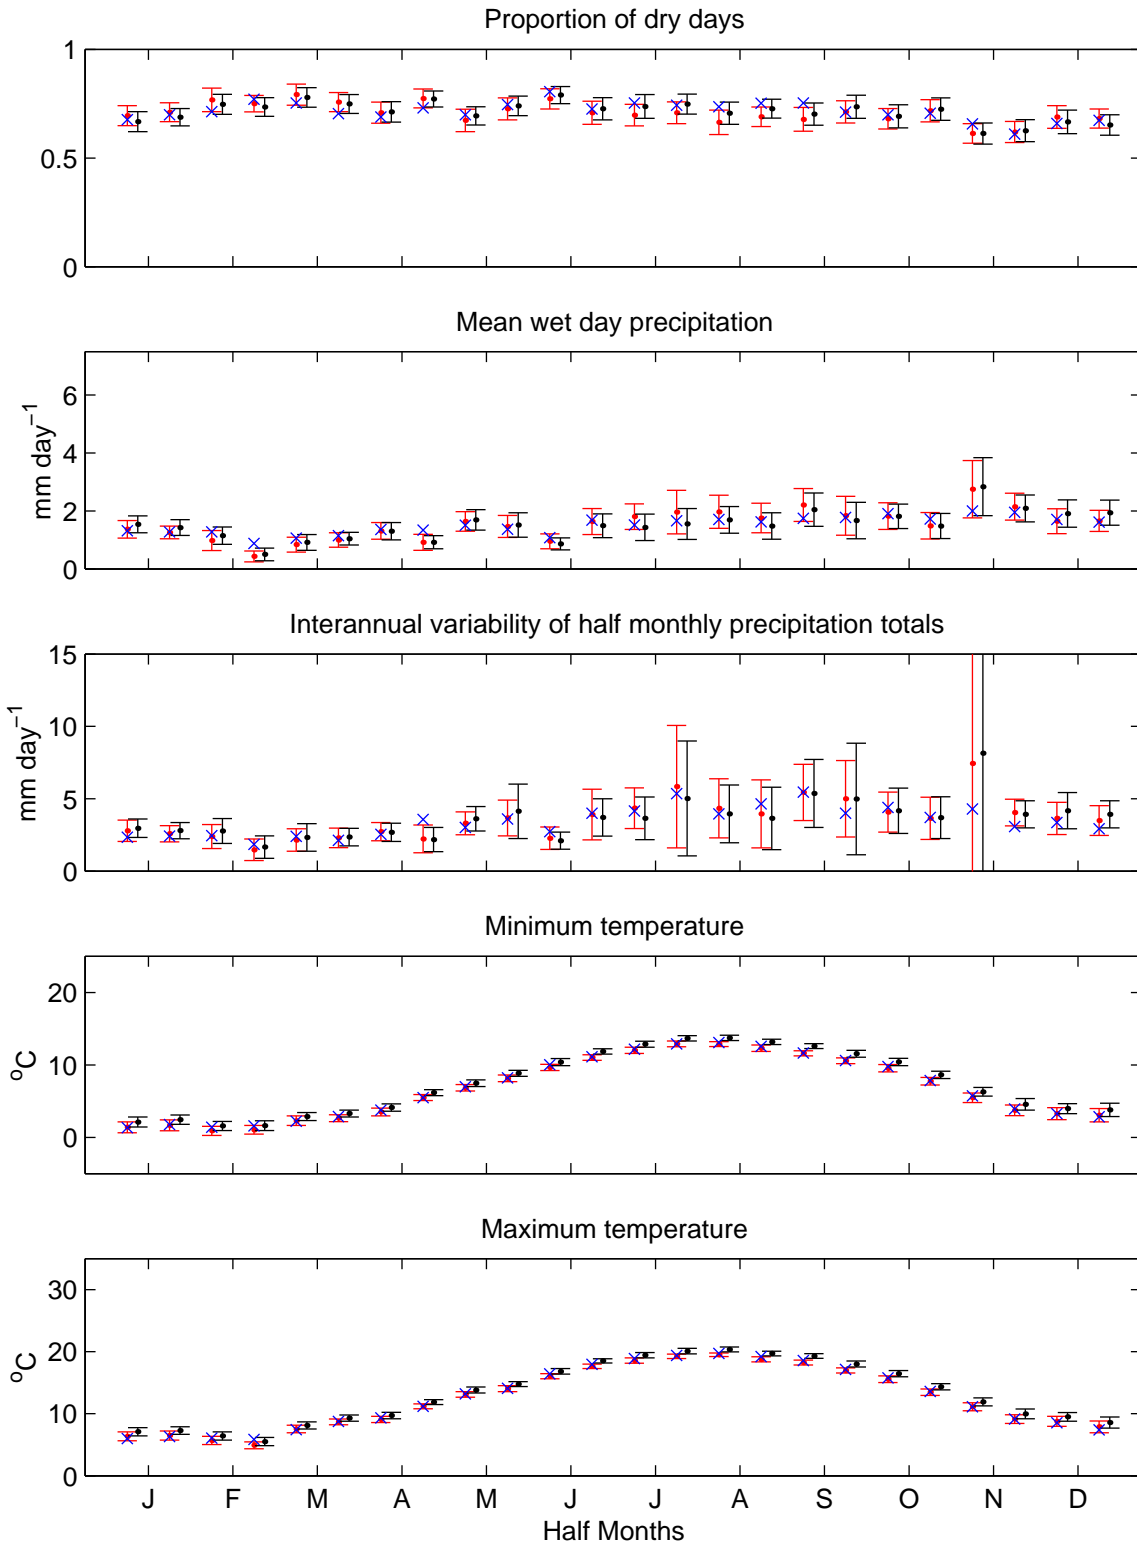 Proportion of dry days
1
0.5
0
Mean wet day precipitation
6
4
2
0
mm day⁻¹
Interannual variability of half monthly precipitation totals
15
10
5
0
mm day⁻¹
Minimum temperature
20
10
0
ºC
Maximum temperature
30
20
10
0
ºC
J F M A M J J A S O N D
Half Months